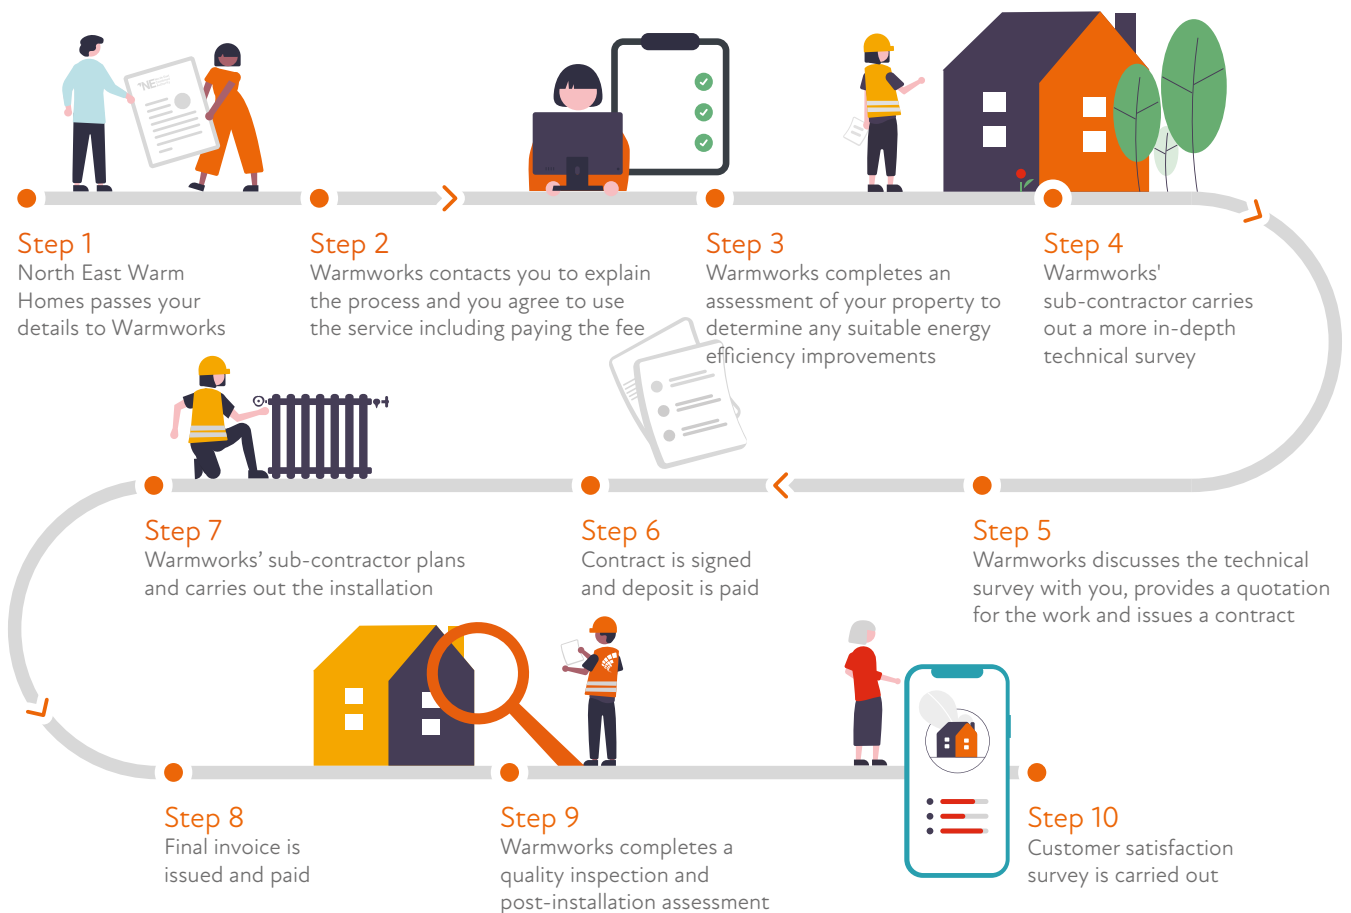 NE
Step 1
North East Warm
Homes passes your
details to Warmworks
Step 2
Warmworks contacts you to explain
the process and you agree to use
the service including paying the fee
Step 3
Warmworks completes an
assessment of your property to
determine any suitable energy
efficiency improvements
Step 4
Warmworks'
sub-contractor carries
out a more in-depth
technical survey
Step 5
Warmworks discusses the technical
survey with you, provides a quotation
for the work and issues a contract
Step 6
Contract is signed
and deposit is paid
Step 7
Warmworks’ sub-contractor plans
and carries out the installation
Step 8
Final invoice is
issued and paid
Step 9
Warmworks completes a
quality inspection and
post-installation assessment
Step 10
Customer satisfaction
survey is carried out